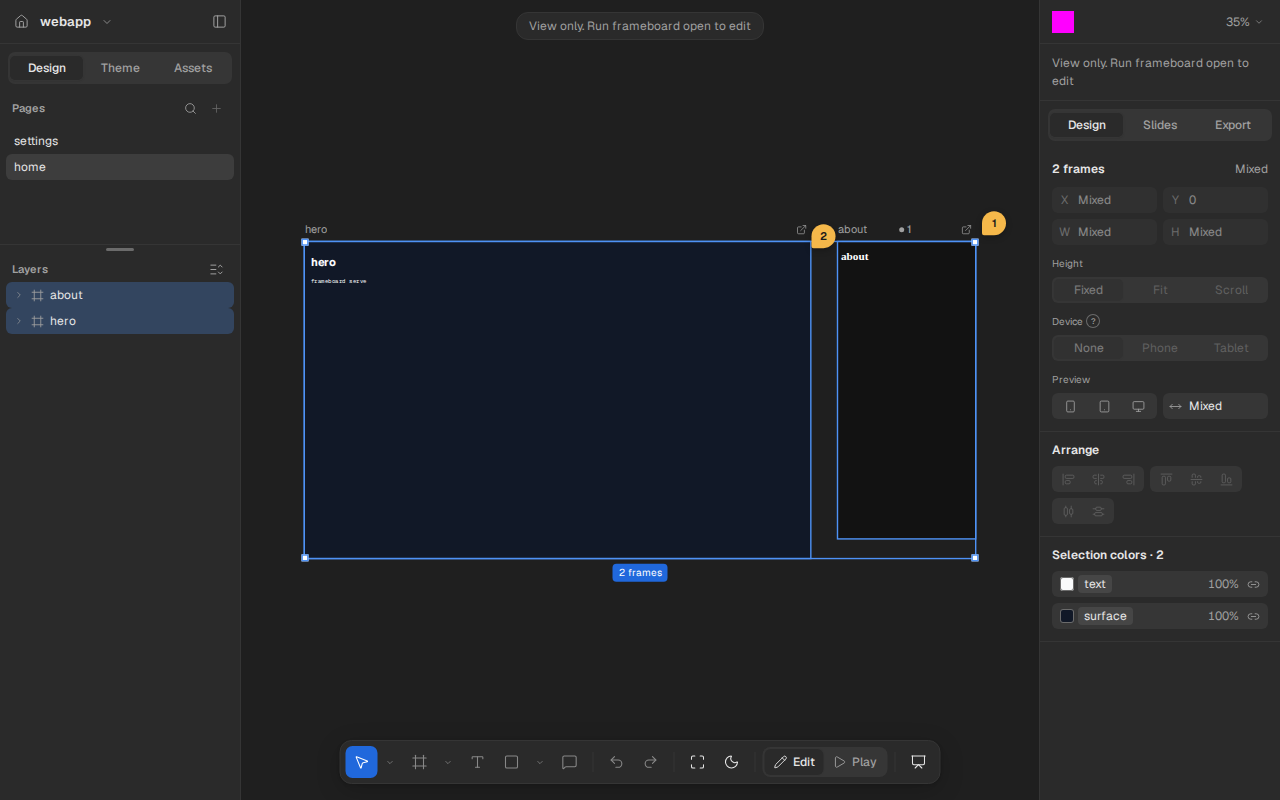 webapp
View only. Run frameboard open to edit
35%
Design
Theme
Assets
View only. Run frameboard open to
edit
Pages
settings
home
Design
Slides
Export
2 frames
Mixed
X Mixed
Y 0
W Mixed
H Mixed
Layers
about
hero
hero
2
about
1
1
hero
frameboard serve
about
2 frames
Height
Fixed
Fit
Scroll
Device ?
None
Phone
Tablet
Preview
Mixed
Arrange
Selection colors · 2
text 100%
surface 100%
Edit
Play